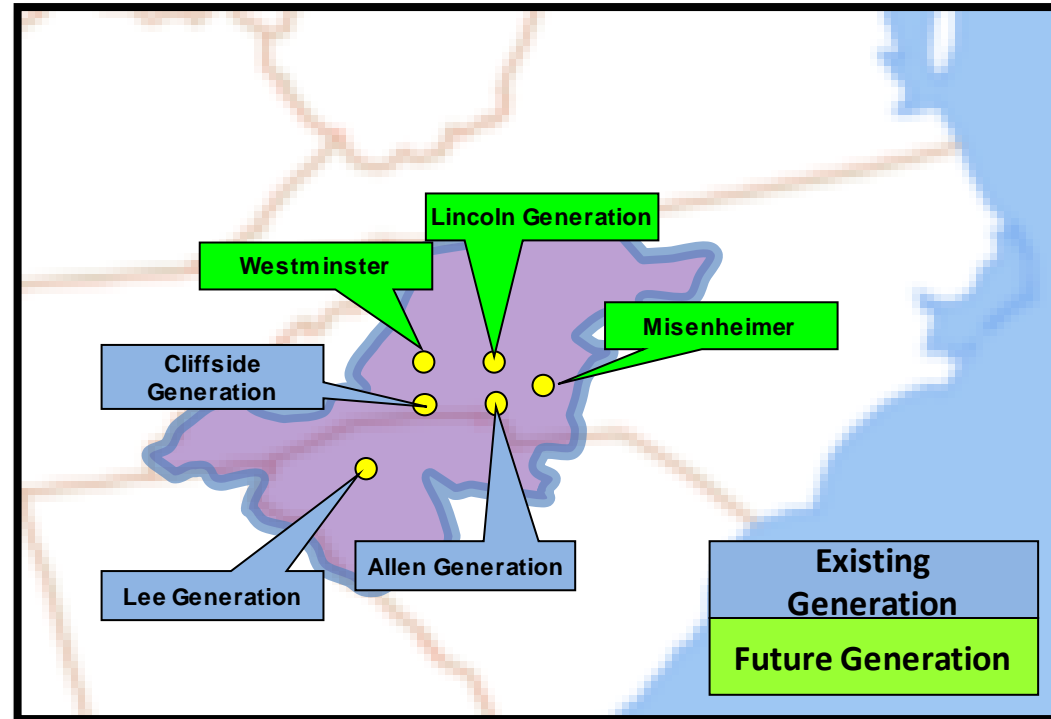 Lincoln Generation
Westminster
Misenheimer
Cliffside
Generation
Allen Generation
Lee Generation
Existing
Generation
Future Generation